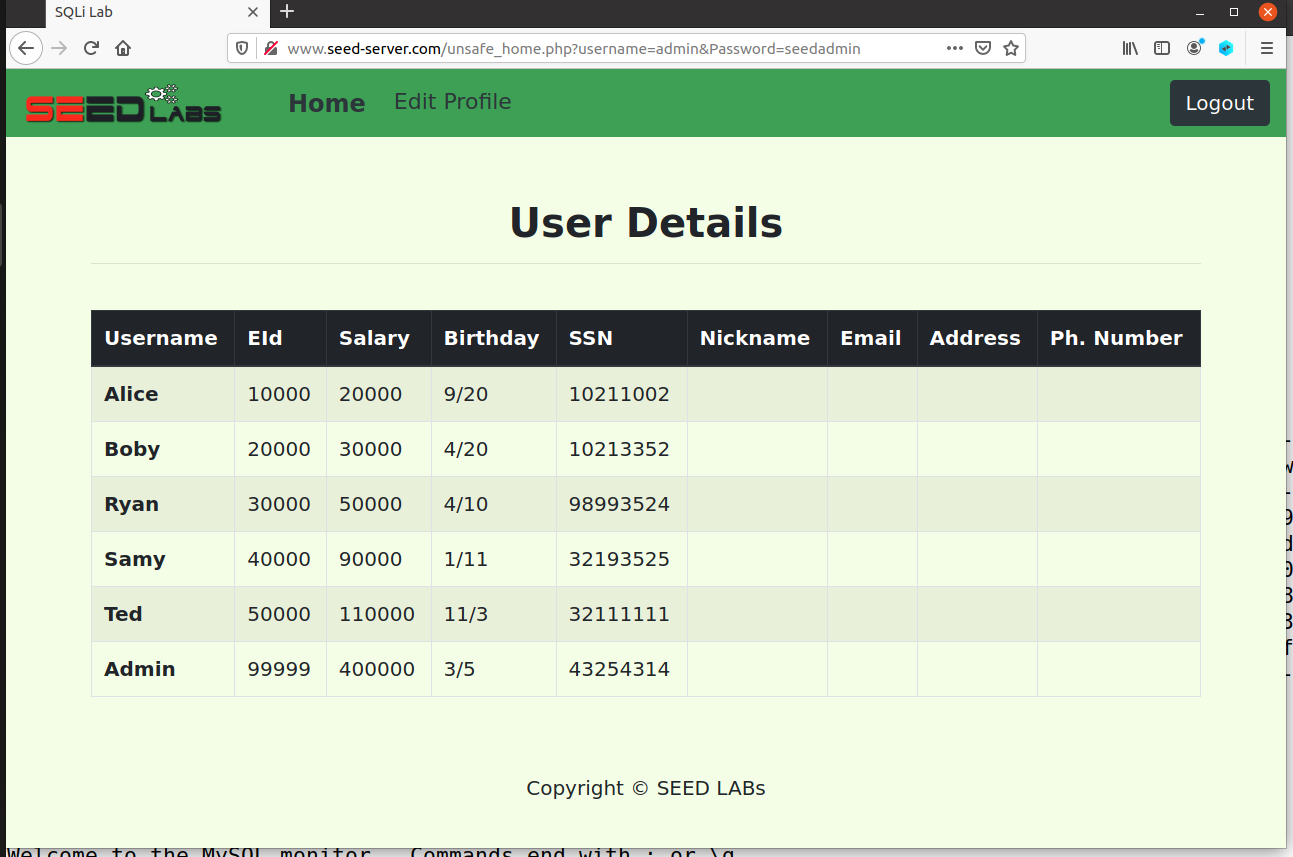 SQLi Lab
www.seed-server.com/unsafe_home.php?username=admin&Password=seedadmin
SEED LABS Home Edit Profile Logout
User Details
Username EId Salary Birthday SSN Nickname Email Address Ph. Number
Alice 10000 20000 9/20 10211002
Boby 20000 30000 4/20 10213352
Ryan 30000 50000 4/10 98993524
Samy 40000 90000 1/11 32193525
Ted 50000 110000 11/3 32111111
Admin 99999 400000 3/5 43254314
Copyright © SEED LABs
Welcome to the MySQL monitor. Commands end with ; or \g